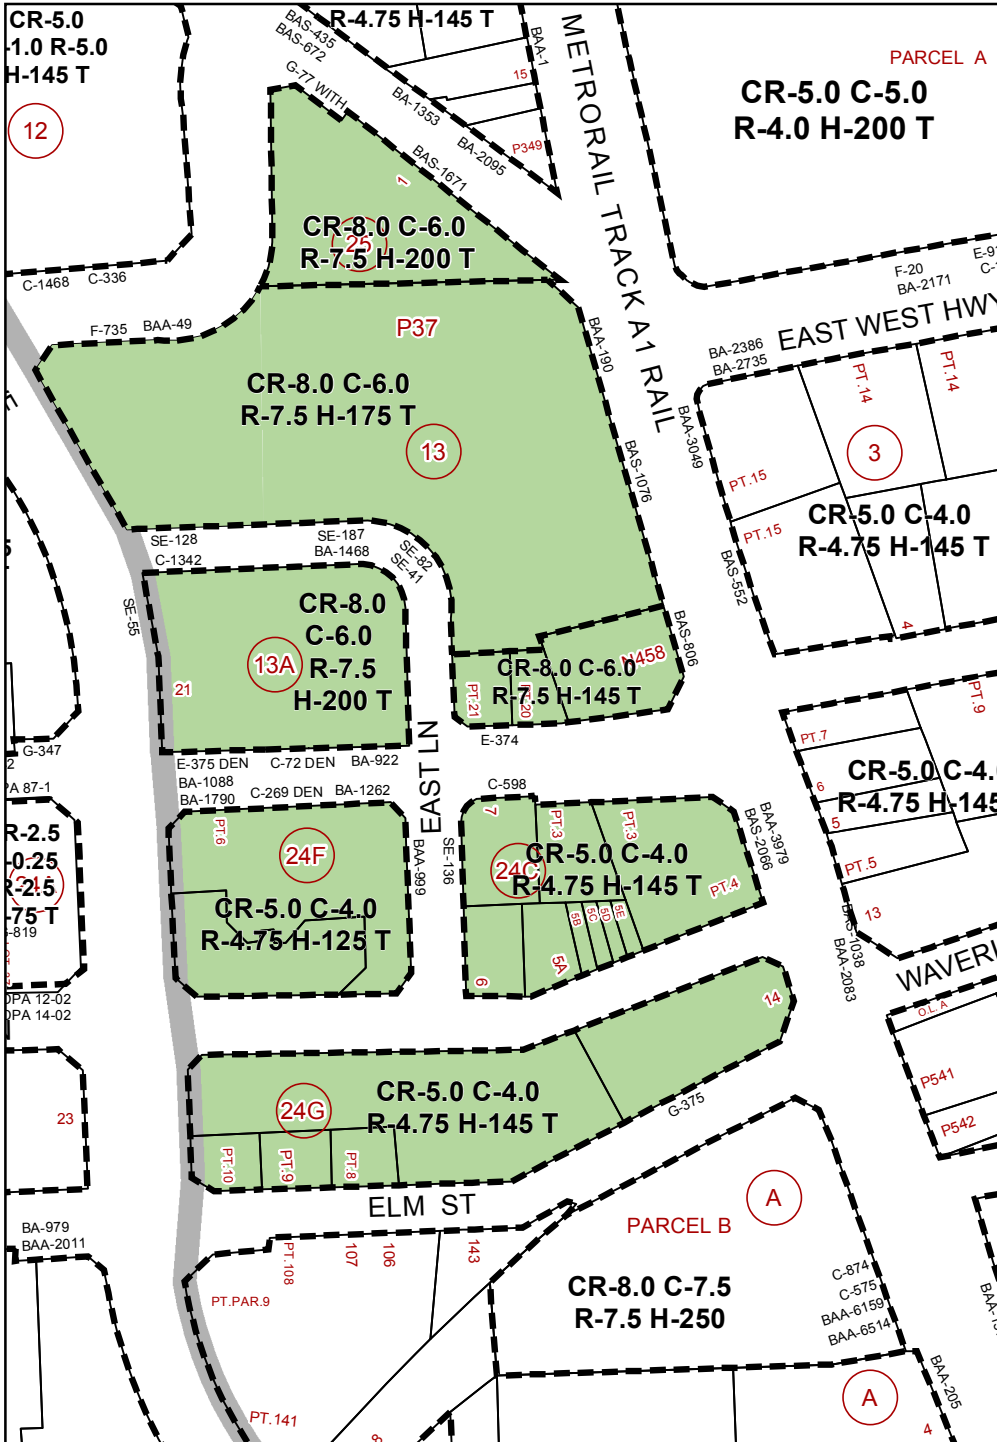 CR-5.0
-1.0 R-5.0
H-145 T
12
BAS-435
BAS-672
R-4.75 H-145 T
15
P349
BAA-1
METRORAIL TRACK A1 RAIL
PARCEL A
CR-5.0 C-5.0
R-4.0 H-200 T
G-77 WITH
BA-1353
BA-2095
BAS-1671
1
25
CR-8.0 C-6.0
R-7.5 H-200 T
C-1468
C-336
F-735
BAA-49
F-20
BA-2171
EAST WEST HWY
BA-2386
BA-2735
P37
BAA-190
CR-8.0 C-6.0
R-7.5 H-175 T
13
BAS-1076
BAA-3049
PT.14
PT.14
3
PT.15
PT.15
CR-5.0 C-4.0
R-4.75 H-145 T
BAS-552
4
SE-128
C-1342
SE-187
BA-1468
SE-82
SE-41
SE-55
CR-8.0
C-6.0
R-7.5
H-200 T
13A
21
N458
CR-8.0 C-6.0
R-7.5 H-145 T
PT.21
PT.20
BAS-806
E-374
EAST LN
G-347
E-375 DEN
C-72 DEN
BA-922
BA-1088
BA-1790
C-269 DEN
BA-1262
PT.9
PT.7
6
5
CR-5.0 C-4.0
R-4.75 H-145
PT.5
13
PA 87-1
R-2.5
-0.25
R-2.5
-75 T
24A
-819
OPA 12-02
OPA 14-02
PT.6
24F
CR-5.0 C-4.0
R-4.75 H-125 T
BAA-999
SE-136
C-598
7
PT.3
PT.3
24C
CR-5.0 C-4.0
R-4.75 H-145 T
PT.4
5B
5C
5D
5E
5A
6
BAA-3979
BAS-2066
BAS-1038
BAA-2083
WAVERL
O.L. A
P541
P542
14
24G
CR-5.0 C-4.0
R-4.75 H-145 T
PT.10
PT.9
PT.8
G-375
23
ELM ST
BA-979
BAA-2011
PT.108
107
106
143
PT.PAR.9
PT.141
8
PARCEL B
A
CR-8.0 C-7.5
R-7.5 H-250
C-874
C-575
BAA-6159
BAA-6514
BAA-205
A
4